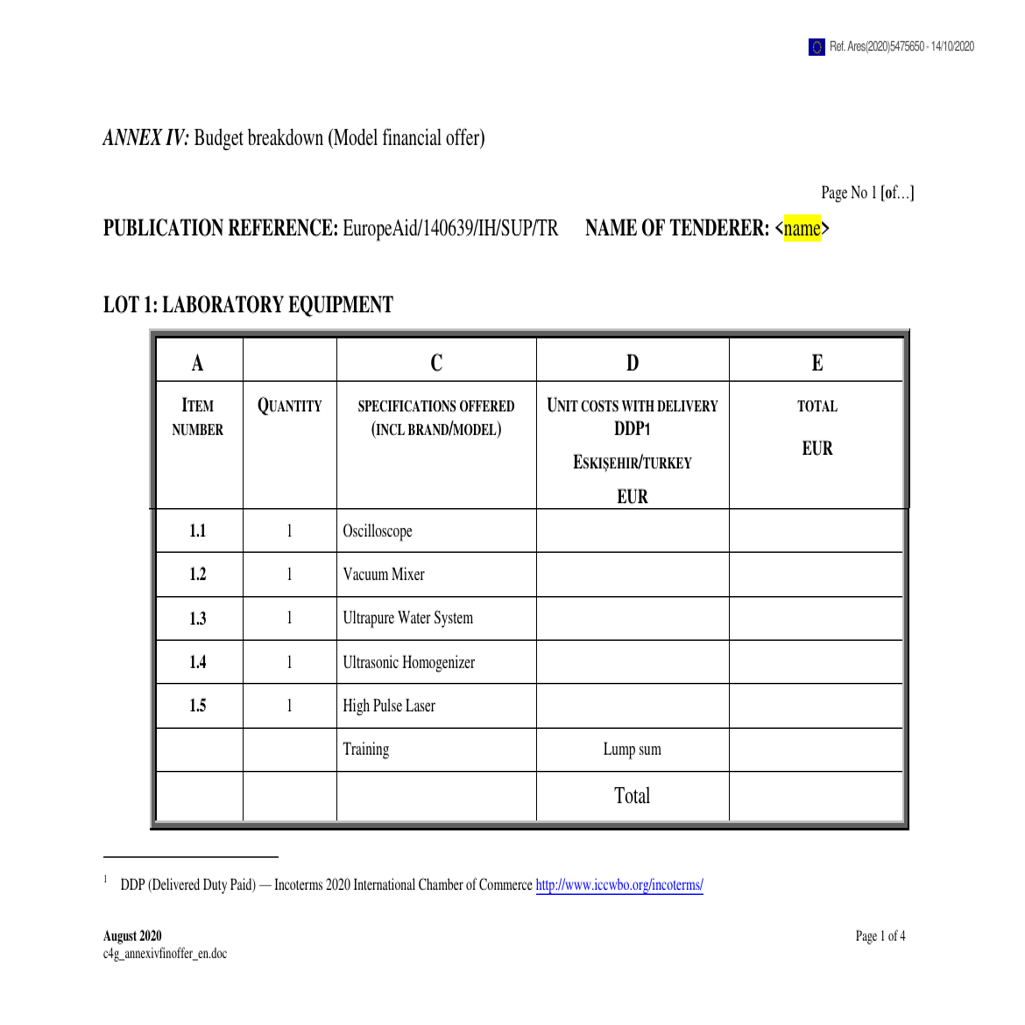 Ref. Ares(2020)5475650 - 14/10/2020
ANNEX IV: Budget breakdown (Model financial offer)
Page No 1 [of…]
PUBLICATION REFERENCE: EuropeAid/140639/IH/SUP/TR NAME OF TENDERER: <name>
LOT 1: LABORATORY EQUIPMENT
A C D E
ITEM NUMBER QUANTITY SPECIFICATIONS OFFERED (INCL BRAND/MODEL) UNIT COSTS WITH DELIVERY DDP1 ESKIŞEHIR/TURKEY EUR TOTAL EUR
1.1 1 Oscilloscope
1.2 1 Vacuum Mixer
1.3 1 Ultrapure Water System
1.4 1 Ultrasonic Homogenizer
1.5 1 High Pulse Laser
Training Lump sum
Total
1 DDP (Delivered Duty Paid) — Incoterms 2020 International Chamber of Commerce http://www.iccwbo.org/incoterms/
August 2020 Page 1 of 4
c4g_annexivfinoffer_en.doc